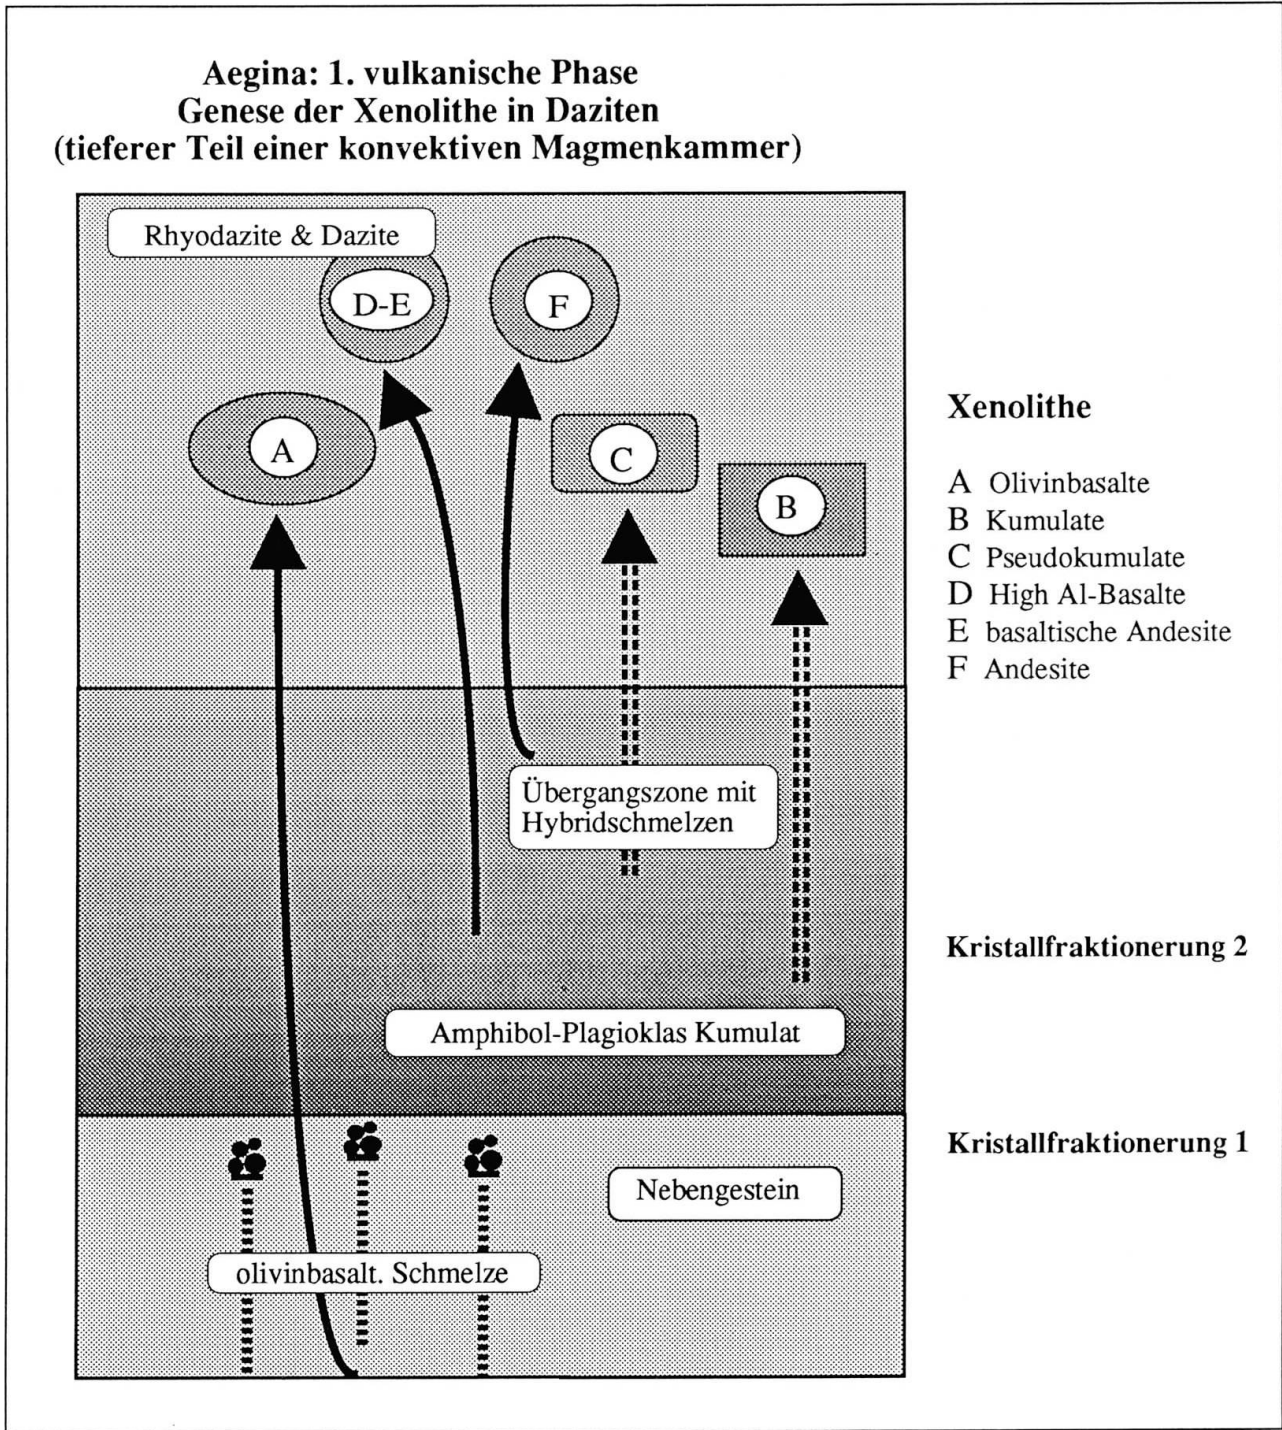 Aegina: 1. vulkanische Phase
Genese der Xenolithe in Daziten
(tieferer Teil einer konvektiven Magmenkammer)
Rhyodazite & Dazite
D-E
F
A
C
B
Xenolithe
A Olivinbasalte
B Kumulate
C Pseudokumulate
D High Al-Basalte
E basaltische Andesite
F Andesite
Übergangszone mit
Hybridschmelzen
Kristallfraktionerung 2
Amphibol-Plagioklas Kumulat
Kristallfraktionerung 1
Nebengestein
olivinbasalt. Schmelze